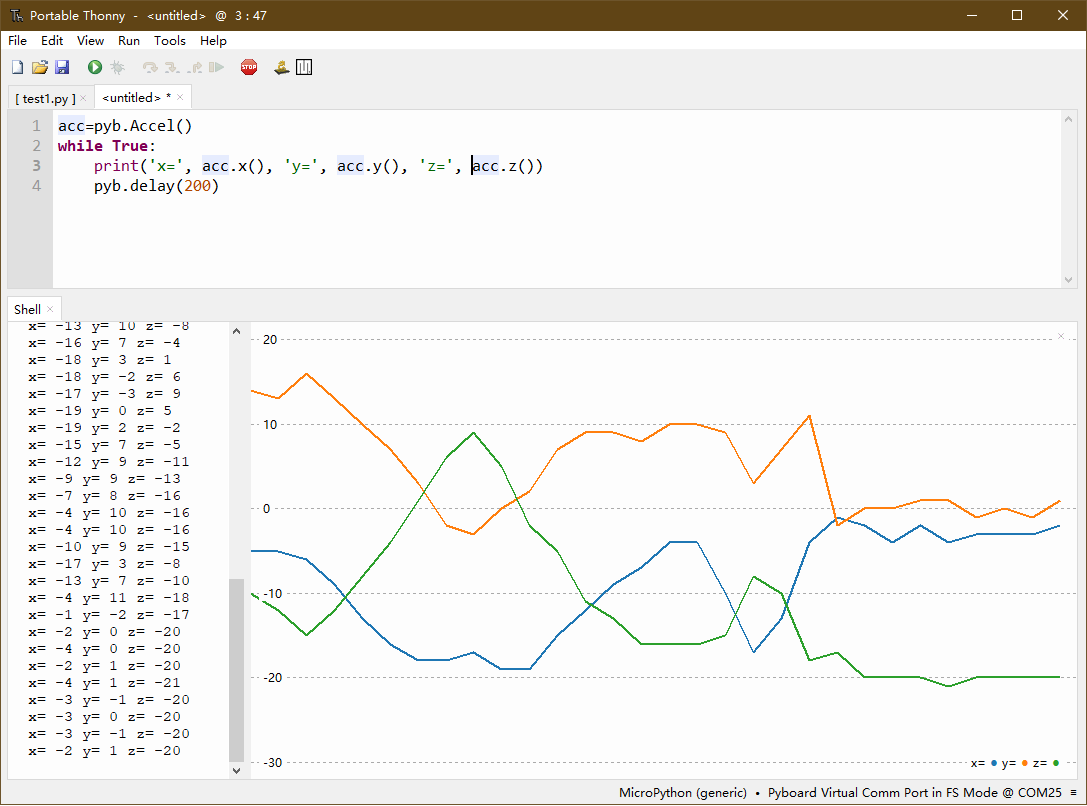 Portable Thonny - <untitled> @ 3 : 47
File Edit View Run Tools Help
STOP
[ test1.py ] × <untitled> * ×
1 acc=pyb.Accel()
2 while True:
3     print('x=', acc.x(), 'y=', acc.y(), 'z=', acc.z())
4     pyb.delay(200)
Shell ×
x= -13 y= 10 z= -8
x= -16 y= 7 z= -4
x= -18 y= 3 z= 1
x= -18 y= -2 z= 6
x= -17 y= -3 z= 9
x= -19 y= 0 z= 5
x= -19 y= 2 z= -2
x= -15 y= 7 z= -5
x= -12 y= 9 z= -11
x= -9 y= 9 z= -13
x= -7 y= 8 z= -16
x= -4 y= 10 z= -16
x= -4 y= 10 z= -16
x= -10 y= 9 z= -15
x= -17 y= 3 z= -8
x= -13 y= 7 z= -10
x= -4 y= 11 z= -18
x= -1 y= -2 z= -17
x= -2 y= 0 z= -20
x= -4 y= 0 z= -20
x= -2 y= 1 z= -20
x= -4 y= 1 z= -21
x= -3 y= -1 z= -20
x= -3 y= 0 z= -20
x= -3 y= -1 z= -20
x= -2 y= 1 z= -20
20
10
0
-10
-20
-30
x= ● y= ● z= ●
MicroPython (generic) • Pyboard Virtual Comm Port in FS Mode @ COM25 ≡